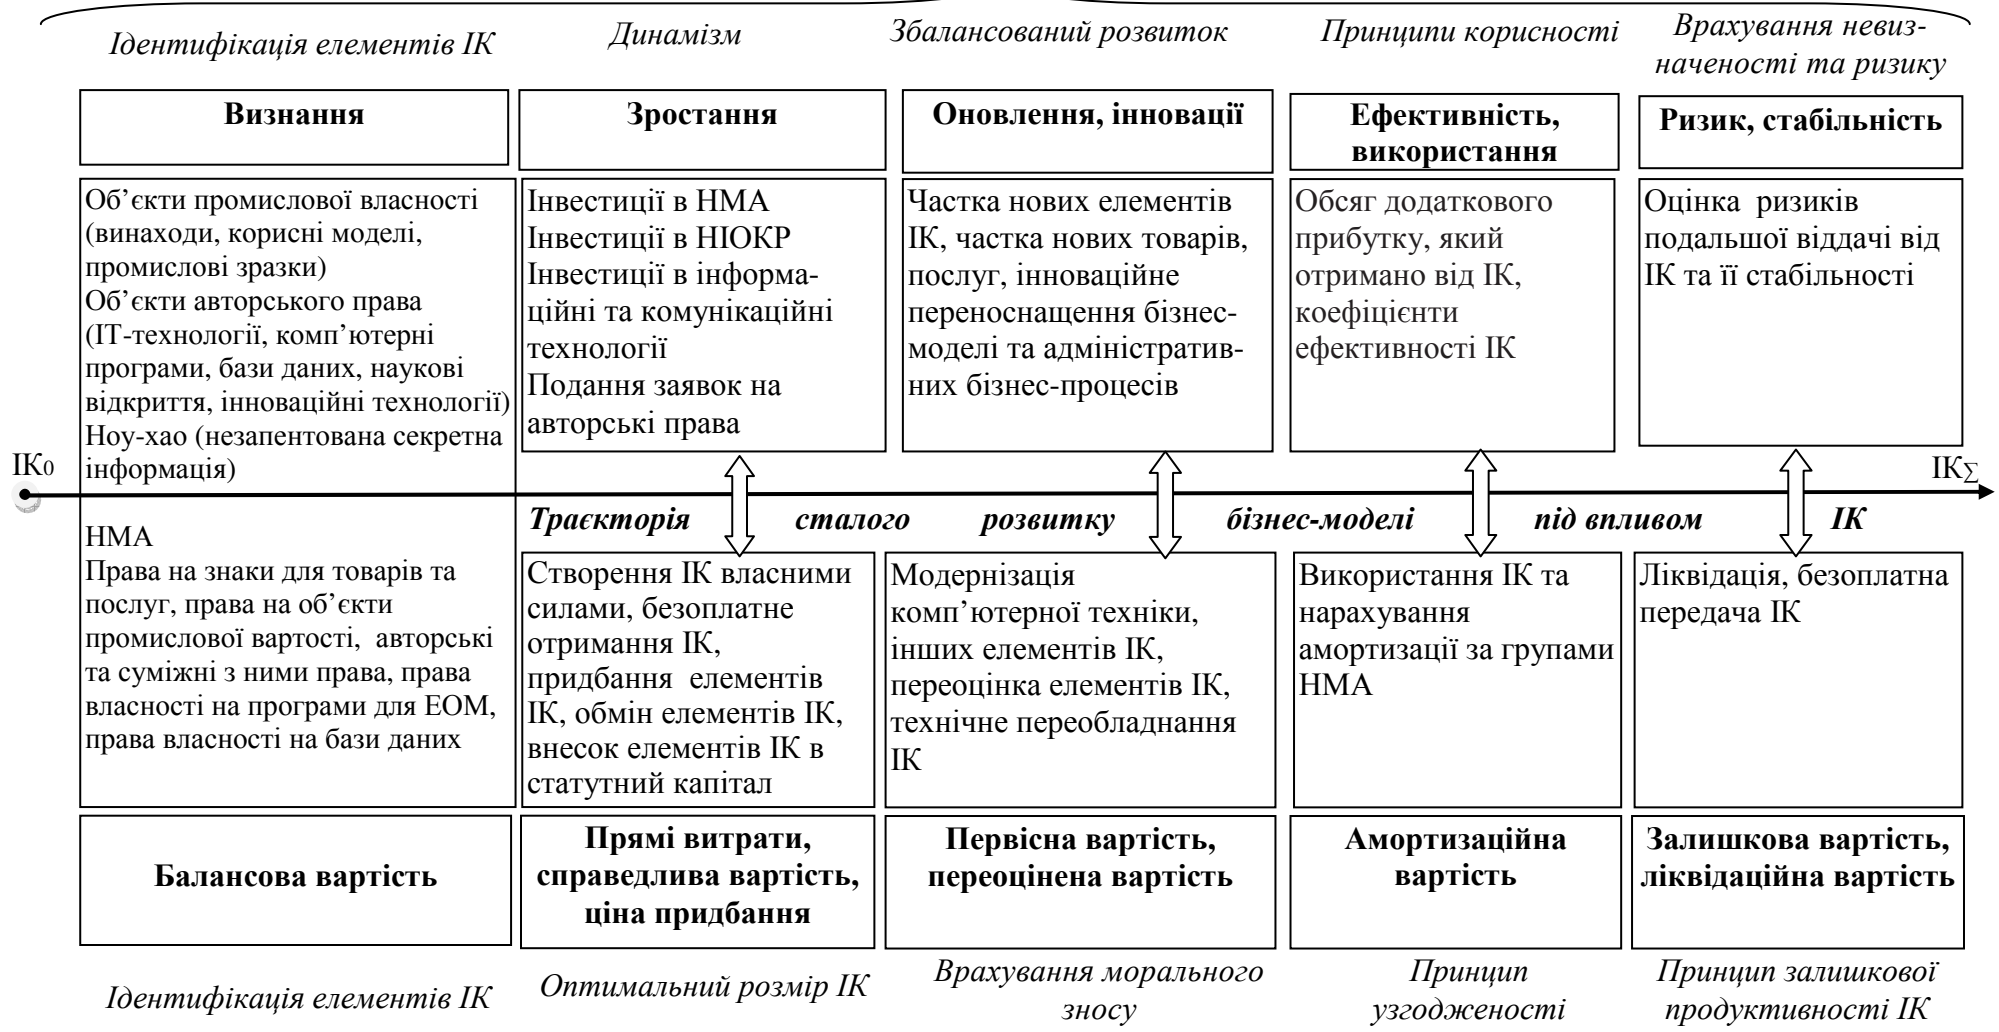 Ідентифікація елементів ІК
Динамізм
Збалансований розвиток
Принципи корисності
Врахування невиз-
наченості та ризику
Визнання
Зростання
Оновлення, інновації
Ефективність,
використання
Ризик, стабільність
Об’єкти промислової власності
(винаходи, корисні моделі,
промислові зразки)
Об’єкти авторського права
(ІТ-технології, комп’ютерні
програми, бази даних, наукові
відкриття, інноваційні технології)
Ноу-хао (незапентована секретна
інформація)
Інвестиції в НМА
Інвестиції в НІОКР
Інвестиції в інформа-
ційні та комунікаційні
технології
Подання заявок на
авторські права
Частка нових елементів
ІК, частка нових товарів,
послуг, інноваційне
переноснащення бізнес-
моделі та адміністратив-
них бізнес-процесів
Обсяг додаткового
прибутку, який
отримано від ІК,
коефіцієнти
ефективності ІК
Оцінка ризиків
подальшої віддачі від
ІК та її стабільності
ІК0
ІК∑
Траєкторія сталого розвитку бізнес-моделі під впливом ІК
НМА
Права на знаки для товарів та
послуг, права на об’єкти
промислової вартості, авторські
та суміжні з ними права, права
власності на програми для ЕОМ,
права власності на бази даних
Створення ІК власними
силами, безоплатне
отримання ІК,
придбання елементів
ІК, обмін елементів ІК,
внесок елементів ІК в
статутний капітал
Модернізація
комп’ютерної техніки,
інших елементів ІК,
переоцінка елементів ІК,
технічне переобладнання
ІК
Використання ІК та
нарахування
амортизації за групами
НМА
Ліквідація, безоплатна
передача ІК
Балансова вартість
Прямі витрати,
справедлива вартість,
ціна придбання
Первісна вартість,
переоцінена вартість
Амортизаційна
вартість
Залишкова вартість,
ліквідаційна вартість
Ідентифікація елементів ІК
Оптимальний розмір ІК
Врахування морального
зносу
Принцип
узгодженості
Принцип залишкової
продуктивності ІК